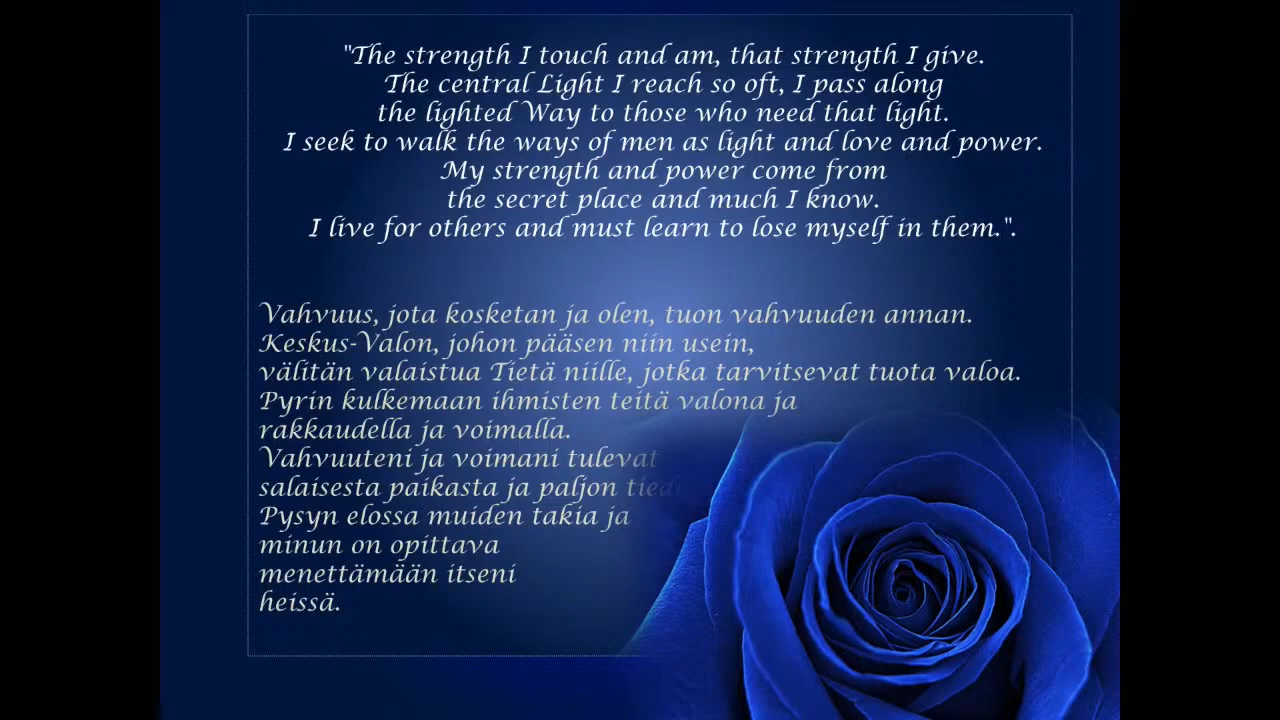 "The strength I touch and am, that strength I give.
The central Light I reach so oft, I pass along
the lighted Way to those who need that light.
I seek to walk the ways of men as light and love and power.
My strength and power come from
the secret place and much I know.
I live for others and must learn to lose myself in them.".
Vahvuus, jota kosketan ja olen, tuon vahvuuden annan.
Keskus-Valon, johon pääsen niin usein,
välitän valaistua Tietä niille, jotka tarvitsevat tuota valoa.
Pyrin kulkemaan ihmisten teitä valona ja
rakkaudella ja voimalla.
Vahvuuteni ja voimani tulevat
salaisesta paikasta ja paljon
Pysyn elossa muiden takia ja
minun on opittava
menettämään itseni
heissä.